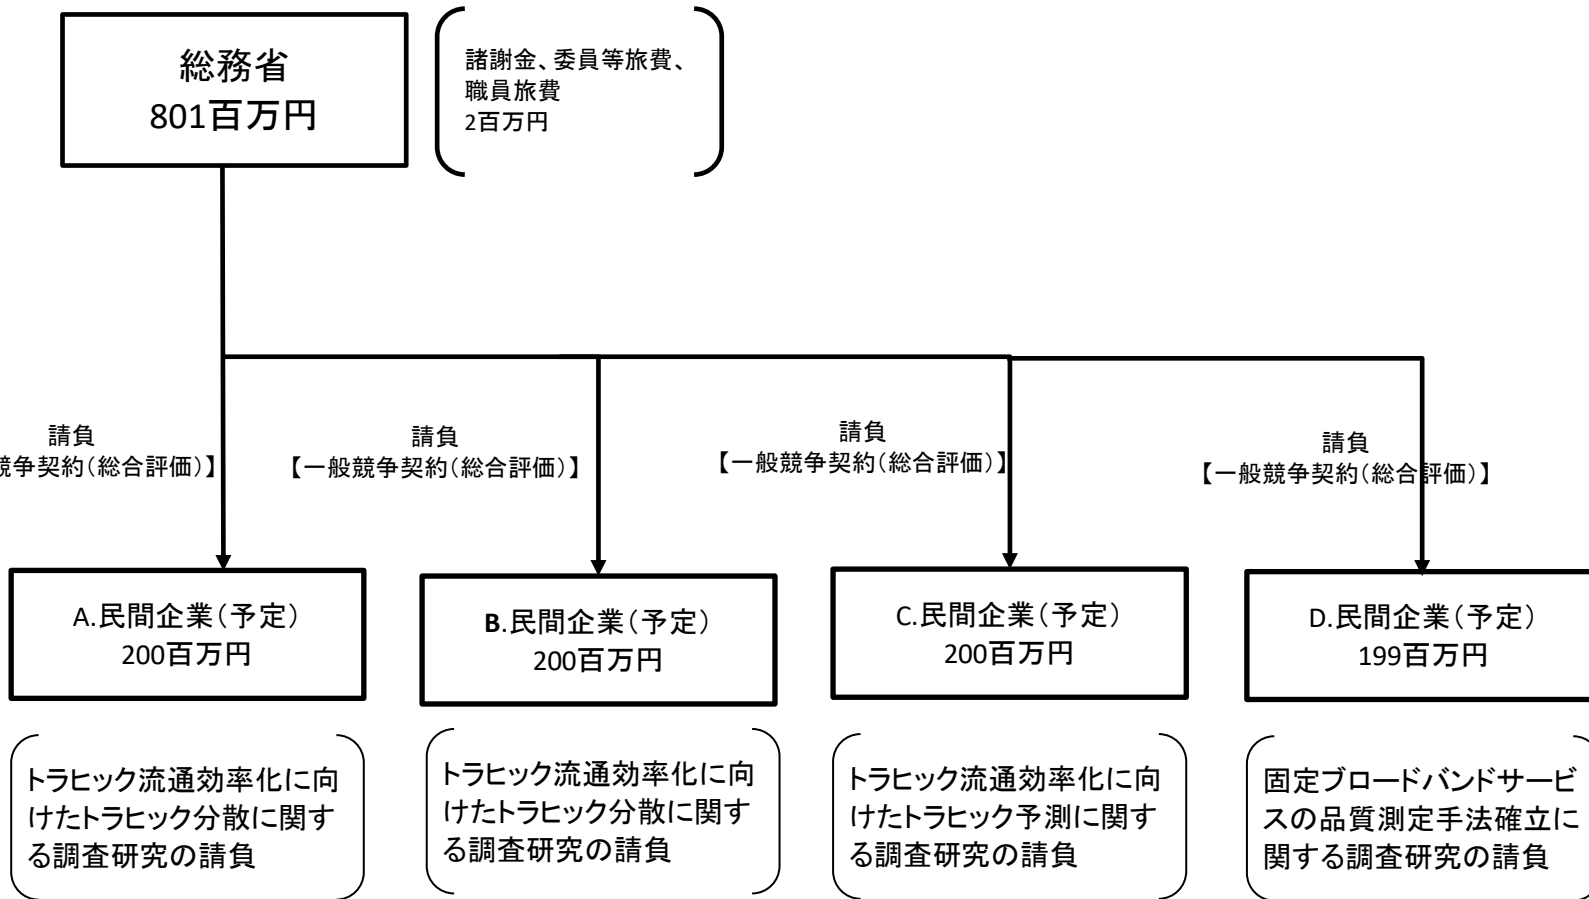 総務省
801百万円
諸謝金、委員等旅費、
職員旅費
2百万円
請負
競争契約(総合評価)】
請負
【一般競争契約(総合評価)】
請負
【一般競争契約(総合評価)】
請負
【一般競争契約(総合評価)】
A.民間企業(予定)
200百万円
B.民間企業(予定)
200百万円
C.民間企業(予定)
200百万円
D.民間企業(予定)
199百万円
トラヒック流通効率化に向
けたトラヒック分散に関す
る調査研究の請負
トラヒック流通効率化に向
けたトラヒック分散に関す
る調査研究の請負
トラヒック流通効率化に向
けたトラヒック予測に関す
る調査研究の請負
固定ブロードバンドサービ
スの品質測定手法確立に
関する調査研究の請負